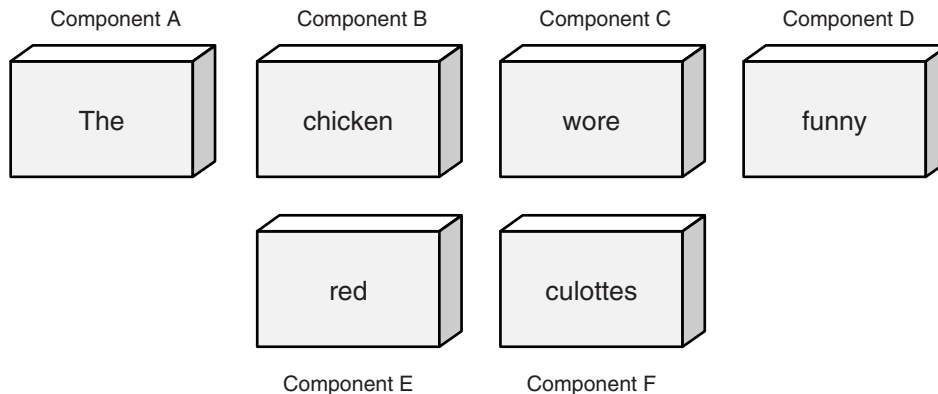 Component A Component B Component C Component D
The chicken wore funny
red culottes
Component E Component F